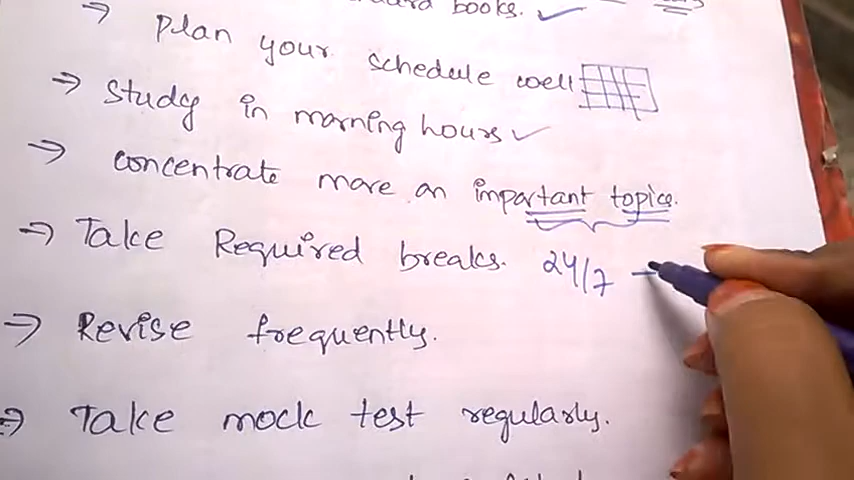 books.
⇒ Plan your schedule well
⇒ Study in morning hours ✓
⇒ concentrate more on important topics.
⇒ Take Required breaks. 24/7 -
⇒ Revise frequently.
⇒ Take mock test regularly.